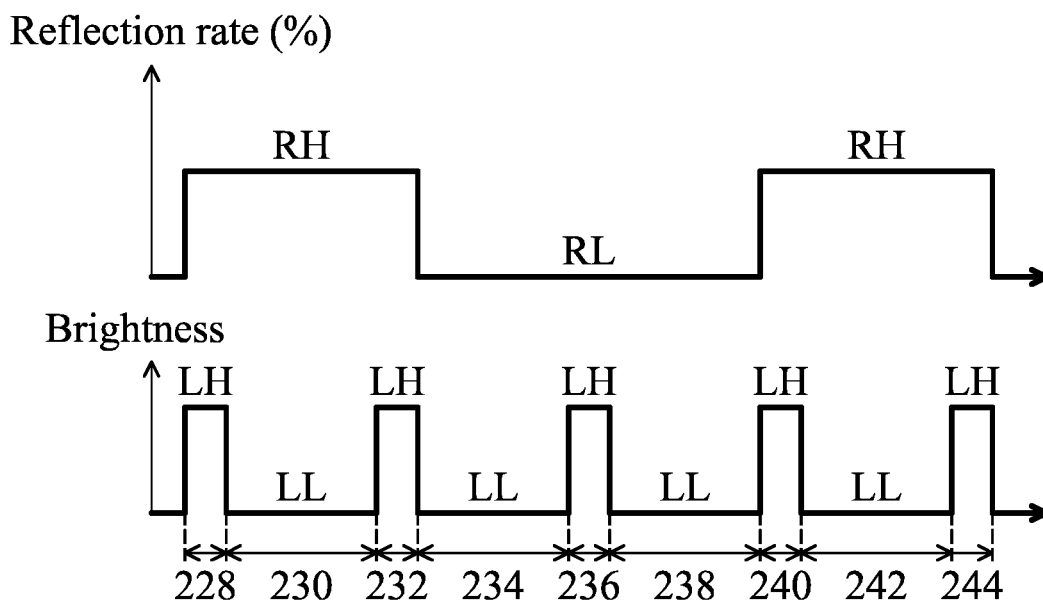 Reflection rate (%)
RH RH
RL
Brightness
LH LH LH LH LH
LL LL LL LL
228 230 232 234 236 238 240 242 244